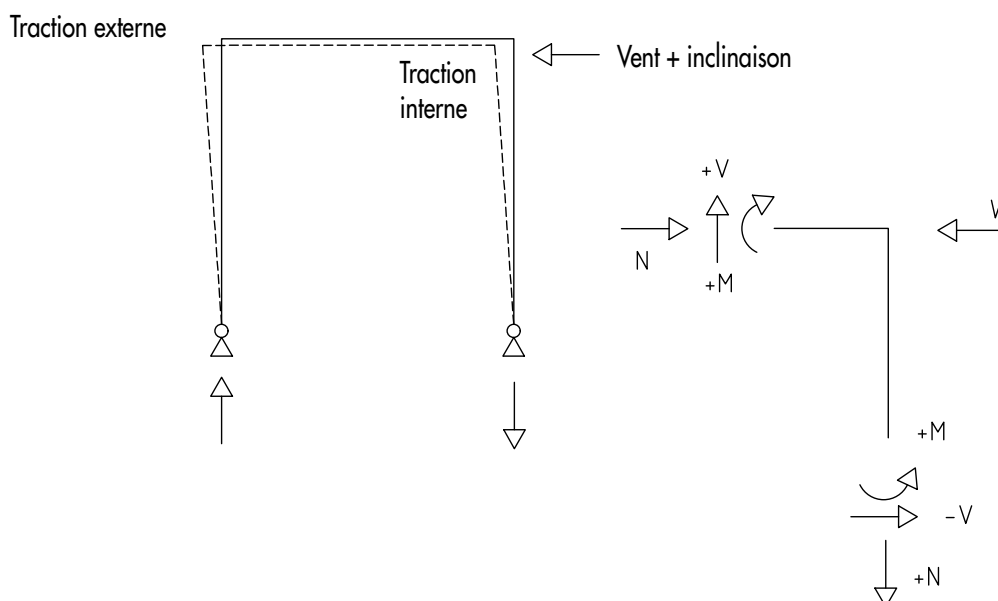 Traction externe
Vent + inclinaison
Traction
interne
+V
V
N
+M
+M
-V
+N